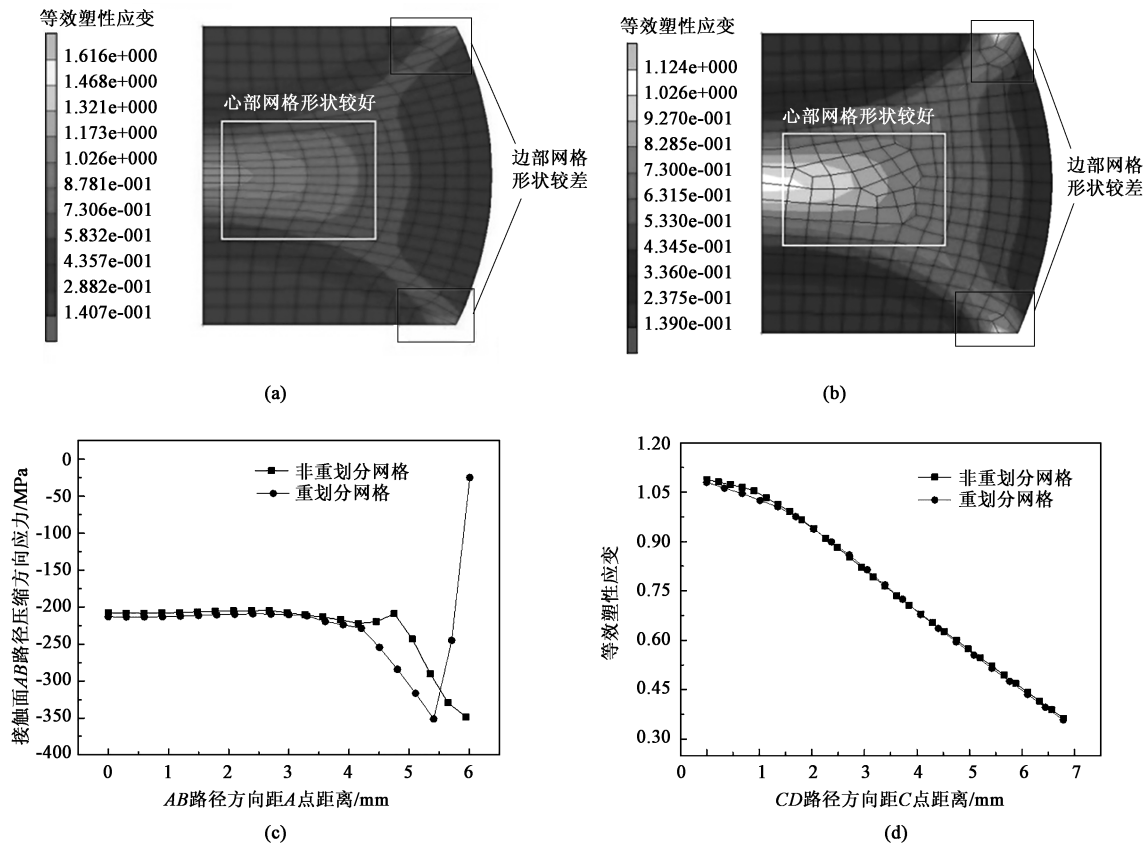 等效塑性应变
1.616e+000
1.468e+000
1.321e+000
1.173e+000
1.026e+000
8.781e-001
7.306e-001
5.832e-001
4.357e-001
2.882e-001
1.407e-001
心部网格形状较好
边部网格
形状较差
(a)
等效塑性应变
1.124e+000
1.026e+000
9.270e-001
8.285e-001
7.300e-001
6.315e-001
5.330e-001
4.345e-001
3.360e-001
2.375e-001
1.390e-001
心部网格形状较好
边部网格
形状较差
(b)
接触面AB路径压缩方向应力/MPa
0
-50
-100
-150
-200
-250
-300
-350
-400
非重划分网格
重划分网格
0 1 2 3 4 5 6
AB路径方向距A点距离/mm
(c)
等效塑性应变
1.20
1.05
0.90
0.75
0.60
0.45
0.30
非重划分网格
重划分网格
0 1 2 3 4 5 6 7
CD路径方向距C点距离/mm
(d)